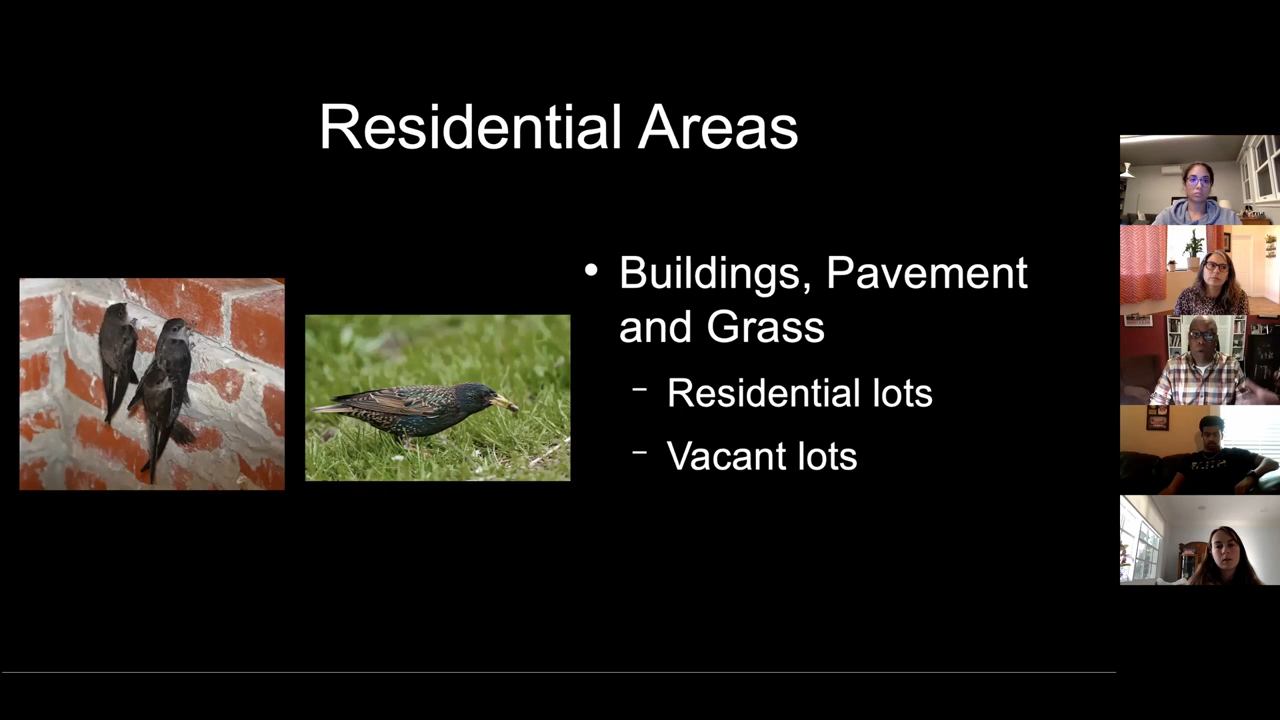 Residential Areas
• Buildings, Pavement
and Grass
– Residential lots
– Vacant lots